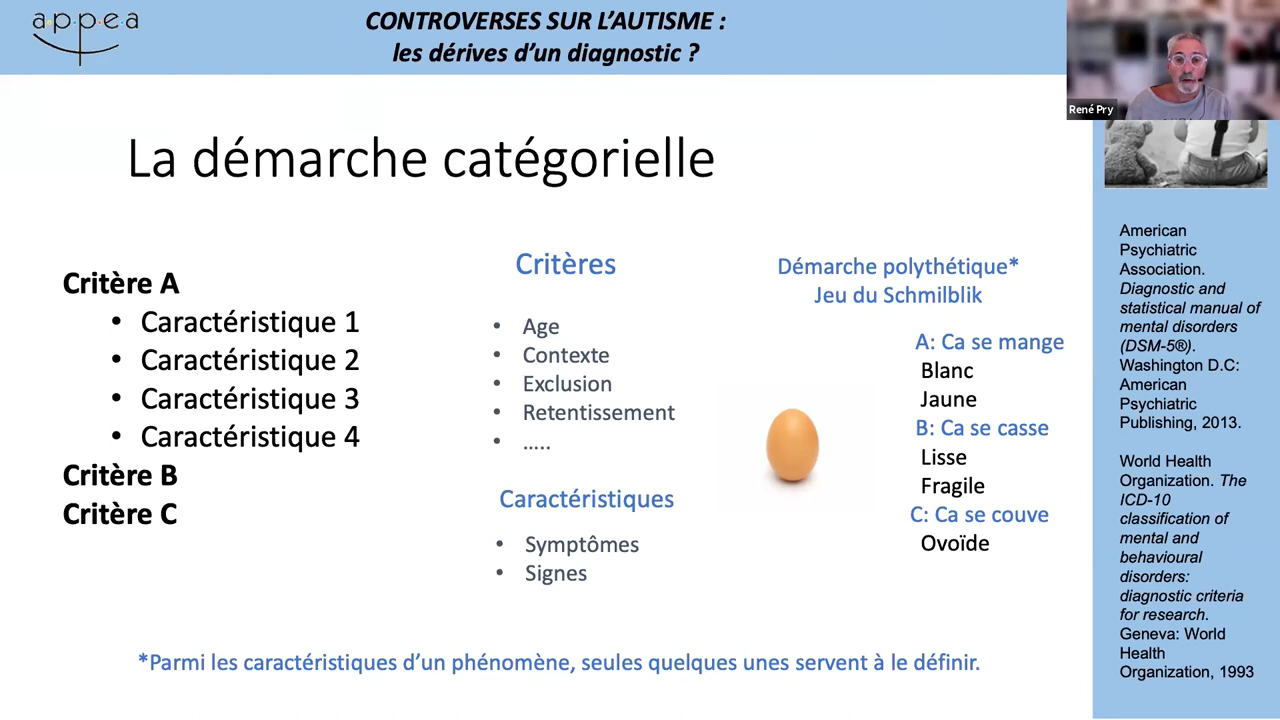 a·p·p·e·a
CONTROVERSES SUR L'AUTISME :
les dérives d'un diagnostic ?
René Pry
La démarche catégorielle
Critère A
• Caractéristique 1
• Caractéristique 2
• Caractéristique 3
• Caractéristique 4
Critère B
Critère C
Critères
• Age
• Contexte
• Exclusion
• Retentissement
• .....
Caractéristiques
• Symptômes
• Signes
Démarche polythétique*
Jeu du Schmilblik
A: Ca se mange
Blanc
Jaune
B: Ca se casse
Lisse
Fragile
C: Ca se couve
Ovoïde
*Parmi les caractéristiques d'un phénomène, seules quelques unes servent à le définir.
American
Psychiatric
Association.
Diagnostic and
statistical manual of
mental disorders
(DSM-5®).
Washington D.C:
American
Psychiatric
Publishing, 2013.
World Health
Organization. The
ICD-10
classification of
mental and
behavioural
disorders:
diagnostic criteria
for research.
Geneva: World
Health
Organization, 1993